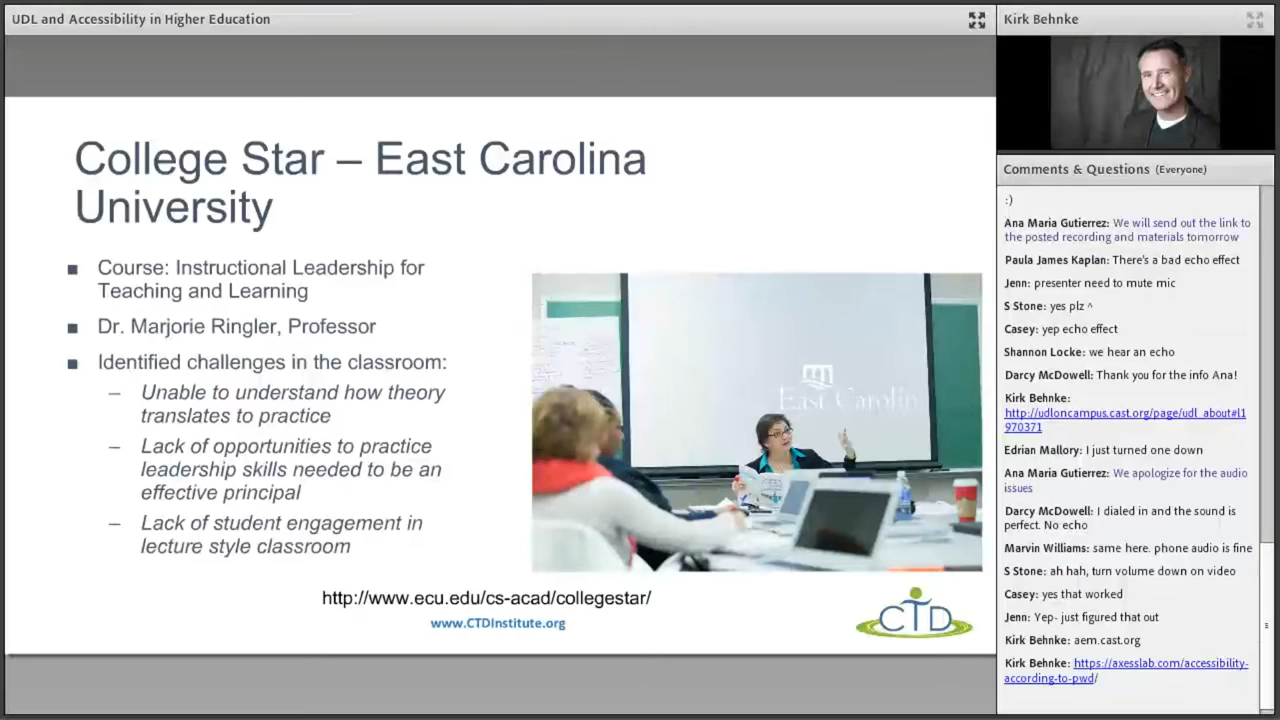 UDL and Accessibility in Higher Education
College Star – East Carolina
University
■ Course: Instructional Leadership for
Teaching and Learning
■ Dr. Marjorie Ringler, Professor
■ Identified challenges in the classroom:
– Unable to understand how theory
translates to practice
– Lack of opportunities to practice
leadership skills needed to be an
effective principal
– Lack of student engagement in
lecture style classroom
East Carolin
http://www.ecu.edu/cs-acad/collegestar/
www.CTDInstitute.org
CTD
Kirk Behnke
Comments & Questions (Everyone)
:)
Ana Maria Gutierrez: We will send out the link to
the posted recording and materials tomorrow
Paula James Kaplan: There's a bad echo effect
Jenn: presenter need to mute mic
S Stone: yes plz ^
Casey: yep echo effect
Shannon Locke: we hear an echo
Darcy McDowell: Thank you for the info Ana!
Kirk Behnke:
http://udloncampus.cast.org/page/udl_about#l1
970371
Edrian Mallory: I just turned one down
Ana Maria Gutierrez: We apologize for the audio
issues
Darcy McDowell: I dialed in and the sound is
perfect. No echo
Marvin Williams: same here. phone audio is fine
S Stone: ah hah, turn volume down on video
Casey: yes that worked
Jenn: Yep- just figured that out
Kirk Behnke: aem.cast.org
Kirk Behnke: https://axesslab.com/accessibility-
according-to-pwd/